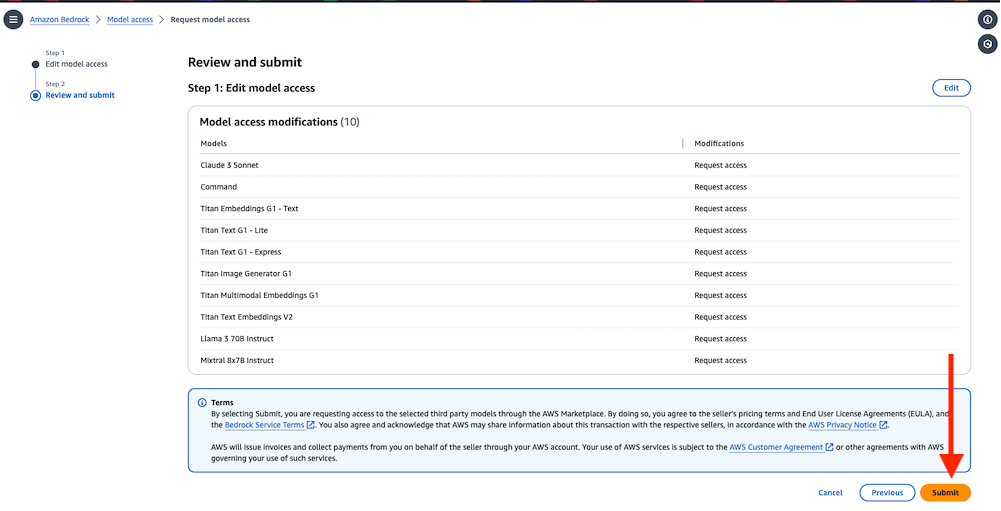 Amazon Bedrock > Model access > Request model access
Step 1
Edit model access
Step 2
Review and submit
Review and submit
Step 1: Edit model access
Edit
Model access modifications (10)
Models Modifications
Claude 3 Sonnet Request access
Command Request access
Titan Embeddings G1 - Text Request access
Titan Text G1 - Lite Request access
Titan Text G1 - Express Request access
Titan Image Generator G1 Request access
Titan Multimodal Embeddings G1 Request access
Titan Text Embeddings V2 Request access
Llama 3 70B Instruct Request access
Mixtral 8x7B Instruct Request access
Terms
By selecting Submit, you are requesting access to the selected third party models through the AWS Marketplace. By doing so, you agree to the seller's pricing terms and End User License Agreements (EULA), and
the Bedrock Service Terms. You also agree and acknowledge that AWS may share information about this transaction with the respective sellers, in accordance with the AWS Privacy Notice.
AWS will issue invoices and collect payments from you on behalf of the seller through your AWS account. Your use of AWS services is subject to the AWS Customer Agreement or other agreements with AWS
governing your use of such services.
Cancel Previous Submit